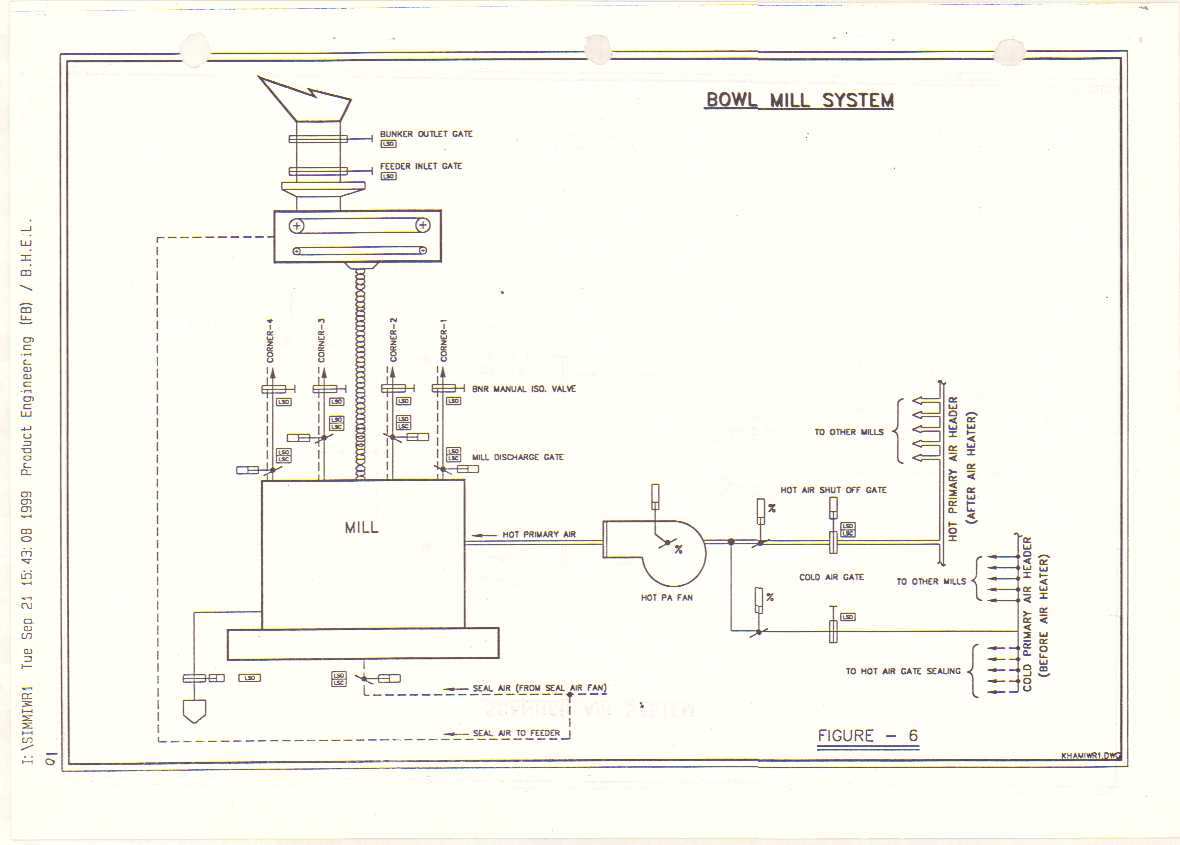 BOWL MILL SYSTEM
BUNKER OUTLET GATE
LSO
FEEDER INLET GATE
LSO
CORNER-4
CORNER-3
CORNER-2
CORNER-1
BNR MANUAL ISO. VALVE
LSO
LSO
LSO
LSO
LSO
LSC
LSO
LSC
LSO
LSC
LSO
LSC
MILL DISCHARGE GATE
MILL
HOT PRIMARY AIR
HOT PA FAN
%
%
%
HOT AIR SHUT OFF GATE
LSO
LSC
COLD AIR GATE
LSO
TO OTHER MILLS
HOT PRIMARY AIR HEADER
(AFTER AIR HEATER)
TO OTHER MILLS
COLD PRIMARY AIR HEADER
(BEFORE AIR HEATER)
TO HOT AIR GATE SEALING
LSO
LSO
LSC
SEAL AIR (FROM SEAL AIR FAN)
SEAL AIR TO FEEDER
FIGURE - 6
KHAMIWR1.DWG
I:\SIMMIWR1 Tue Sep 21 15:43:08 1999 Product Engineering (FB) / B.H.E.L.
Q1